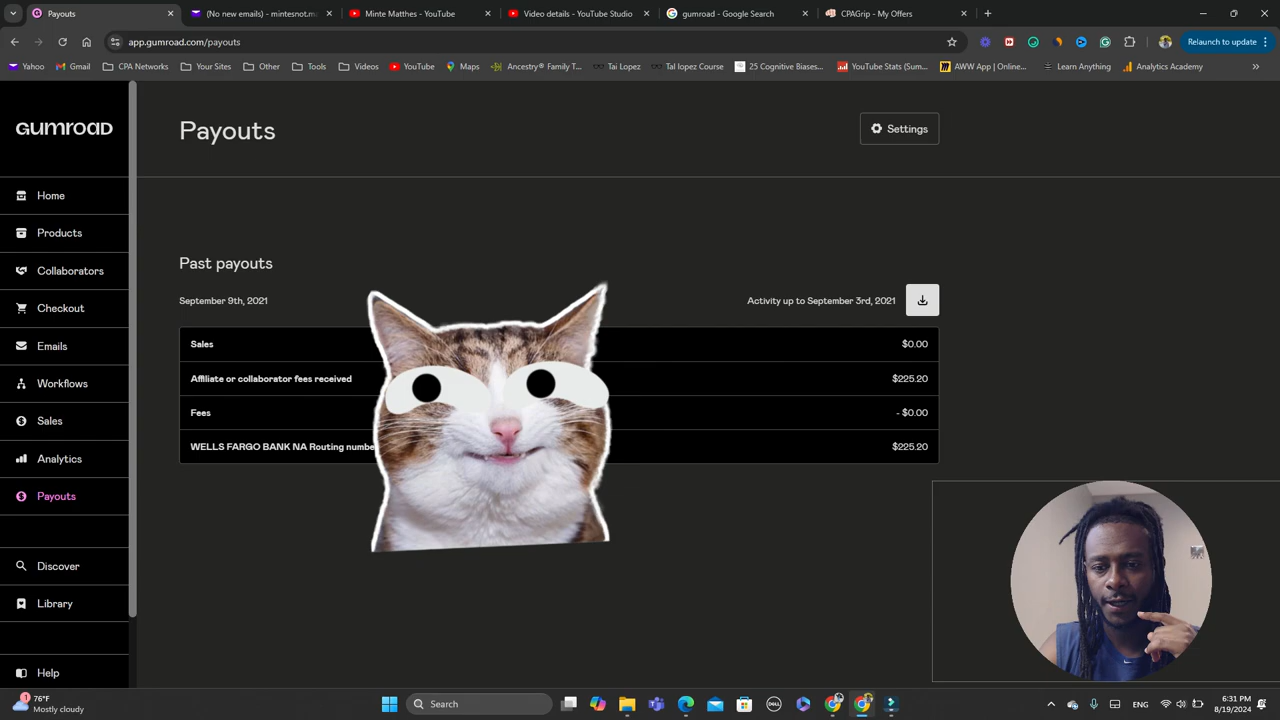 Payouts
(No new emails) - mintesnot.ma
Minte Matthes - YouTube
Video details - YouTube Studio
gumroad - Google Search
CPAGrip - My Offers
app.gumroad.com/payouts
Relaunch to update
Yahoo
Gmail
CPA Networks
Your Sites
Other
Tools
Videos
YouTube
Maps
Ancestry® Family T...
Tai Lopez
Tai lopez Course
25 Cognitive Biases...
YouTube Stats (Sum...
AWW App | Online...
Learn Anything
Analytics Academy
GUMROAD
Payouts
Settings
Home
Products
Collaborators
Checkout
Emails
Workflows
Sales
Analytics
Payouts
Discover
Library
Help
Past payouts
September 9th, 2021
Activity up to September 3rd, 2021
Sales $0.00
Affiliate or collaborator fees received $225.20
Fees - $0.00
WELLS FARGO BANK NA Routing numbe $225.20
1
76°F
Mostly cloudy
Search
DELL
ENG
6:31 PM
8/19/2024